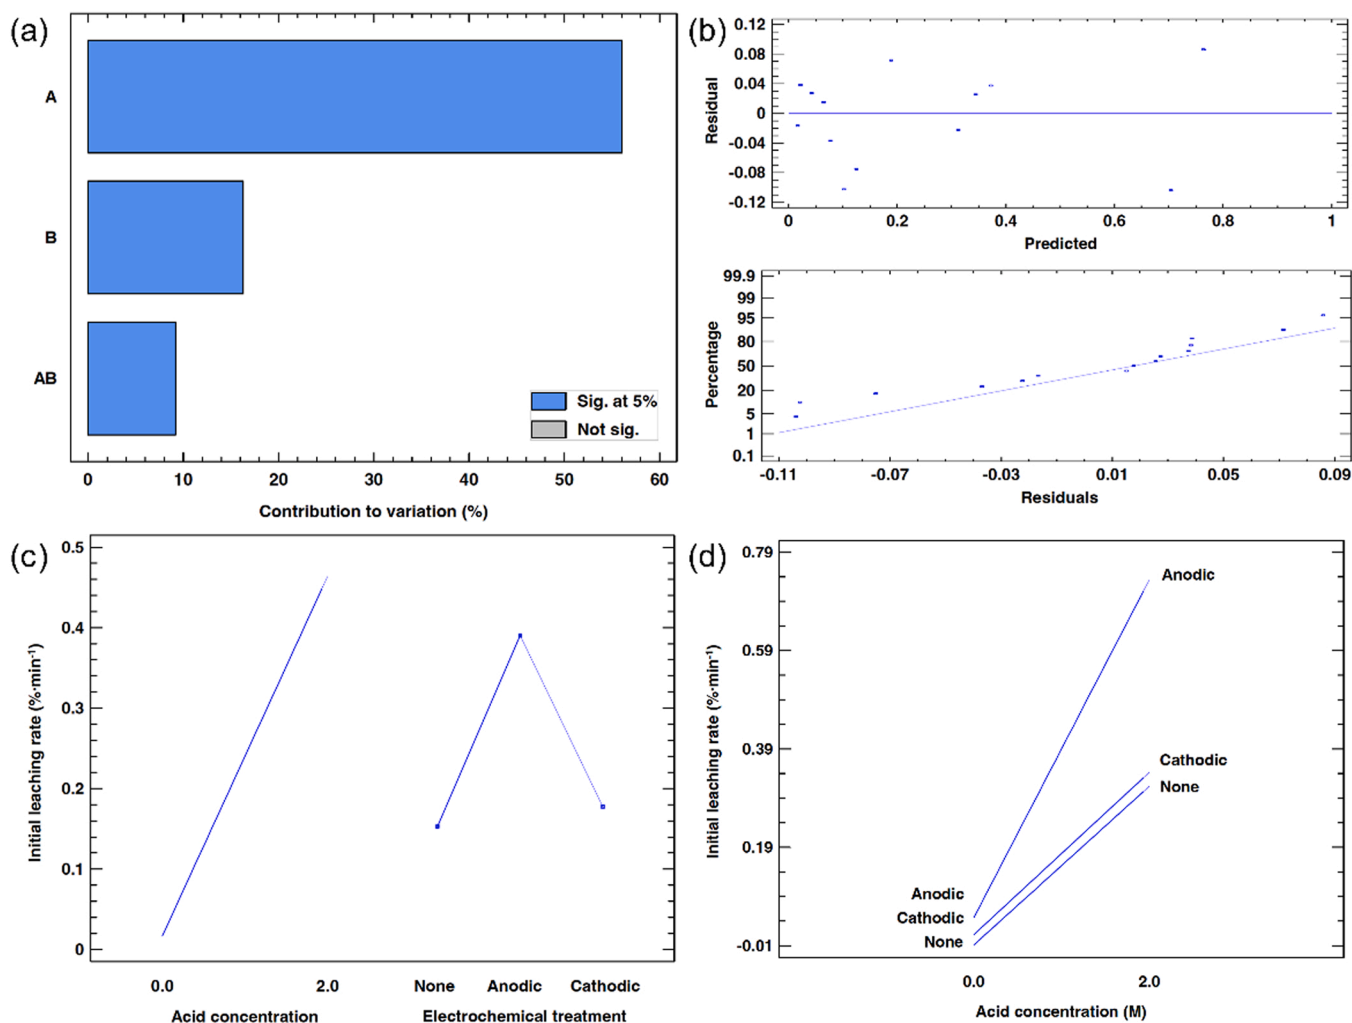 (a)
A
B
AB
Sig. at 5%
Not sig.
0 10 20 30 40 50 60
Contribution to variation (%)
(b)
0.12
0.08
0.04
0
-0.04
-0.08
-0.12
Residual
0 0.2 0.4 0.6 0.8 1
Predicted
99.9
99
95
80
50
20
5
1
0.1
Percentage
-0.11 -0.07 -0.03 0.01 0.05 0.09
Residuals
(c)
0.5
0.4
0.3
0.2
0.1
0
Initial leaching rate (%·min⁻¹)
0.0 2.0 None Anodic Cathodic
Acid concentration Electrochemical treatment
(d)
0.79
0.59
0.39
0.19
-0.01
Initial leaching rate (%·min⁻¹)
Anodic
Cathodic
None
Anodic
Cathodic
None
0.0 2.0
Acid concentration (M)